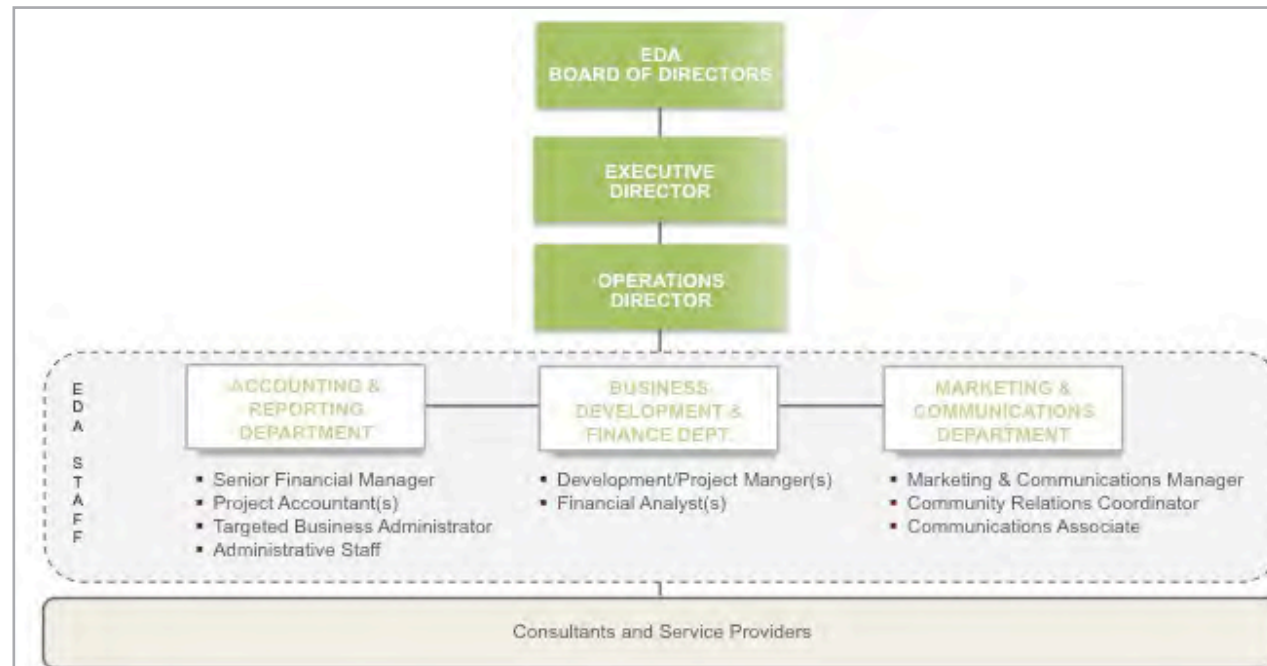 EDA
BOARD OF DIRECTORS
EXECUTIVE
DIRECTOR
OPERATIONS
DIRECTOR
EDA STAFF
ACCOUNTING &
REPORTING
DEPARTMENT
▪ Senior Financial Manager
▪ Project Accountant(s)
▪ Targeted Business Administrator
▪ Administrative Staff
BUSINESS
DEVELOPMENT &
FINANCE DEPT.
▪ Development/Project Manger(s)
▪ Financial Analyst(s)
MARKETING &
COMMUNICATIONS
DEPARTMENT
▪ Marketing & Communications Manager
▪ Community Relations Coordinator
▪ Communications Associate
Consultants and Service Providers